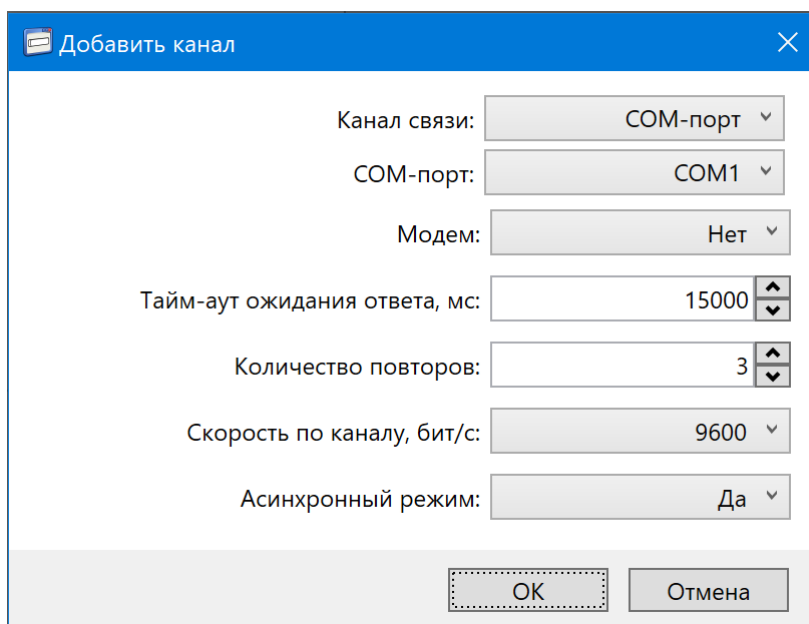 Добавить канал
Канал связи: COM-порт
COM-порт: COM1
Модем: Нет
Тайм-аут ожидания ответа, мс: 15000
Количество повторов: 3
Скорость по каналу, бит/с: 9600
Асинхронный режим: Да
OK Отмена